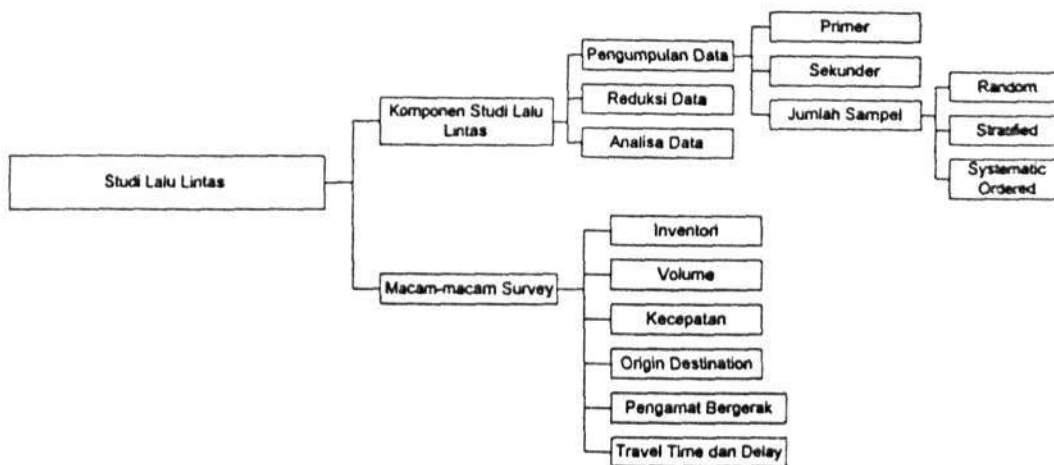 Primer
Pengumpulan Data
Sekunder
Random
Reduksi Data
Komponen Studi Lalu
Lintas
Jumlah Sampel
Stratified
Analisa Data
Systematic
Ordered
Studi Lalu Lintas
Inventori
Volume
Macam-macam Survey
Kecepatan
Origin Destination
Pengamat Bergerak
Travel Time dan Delay